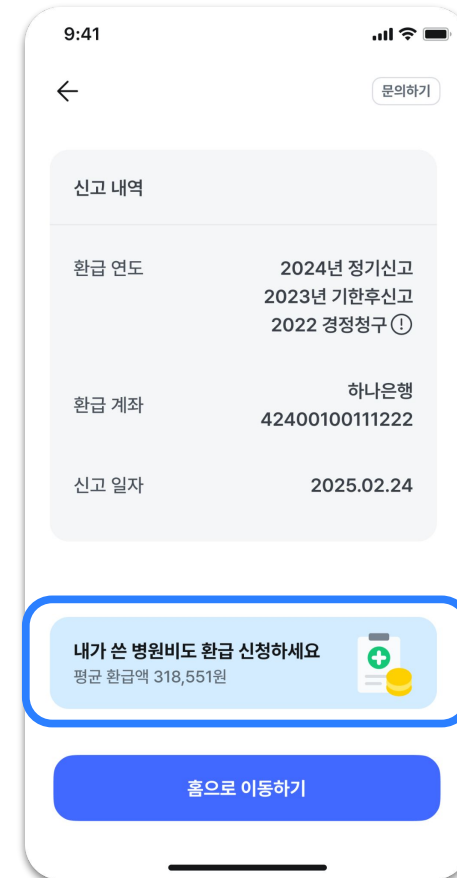 9:41
문의하기
신고 내역
환급 연도
2024년 정기신고
2023년 기한후신고
2022 경정청구
환급 계좌
하나은행
42400100111222
신고 일자
2025.02.24
내가 쓴 병원비도 환급 신청하세요
평균 환급액 318,551원
홈으로 이동하기